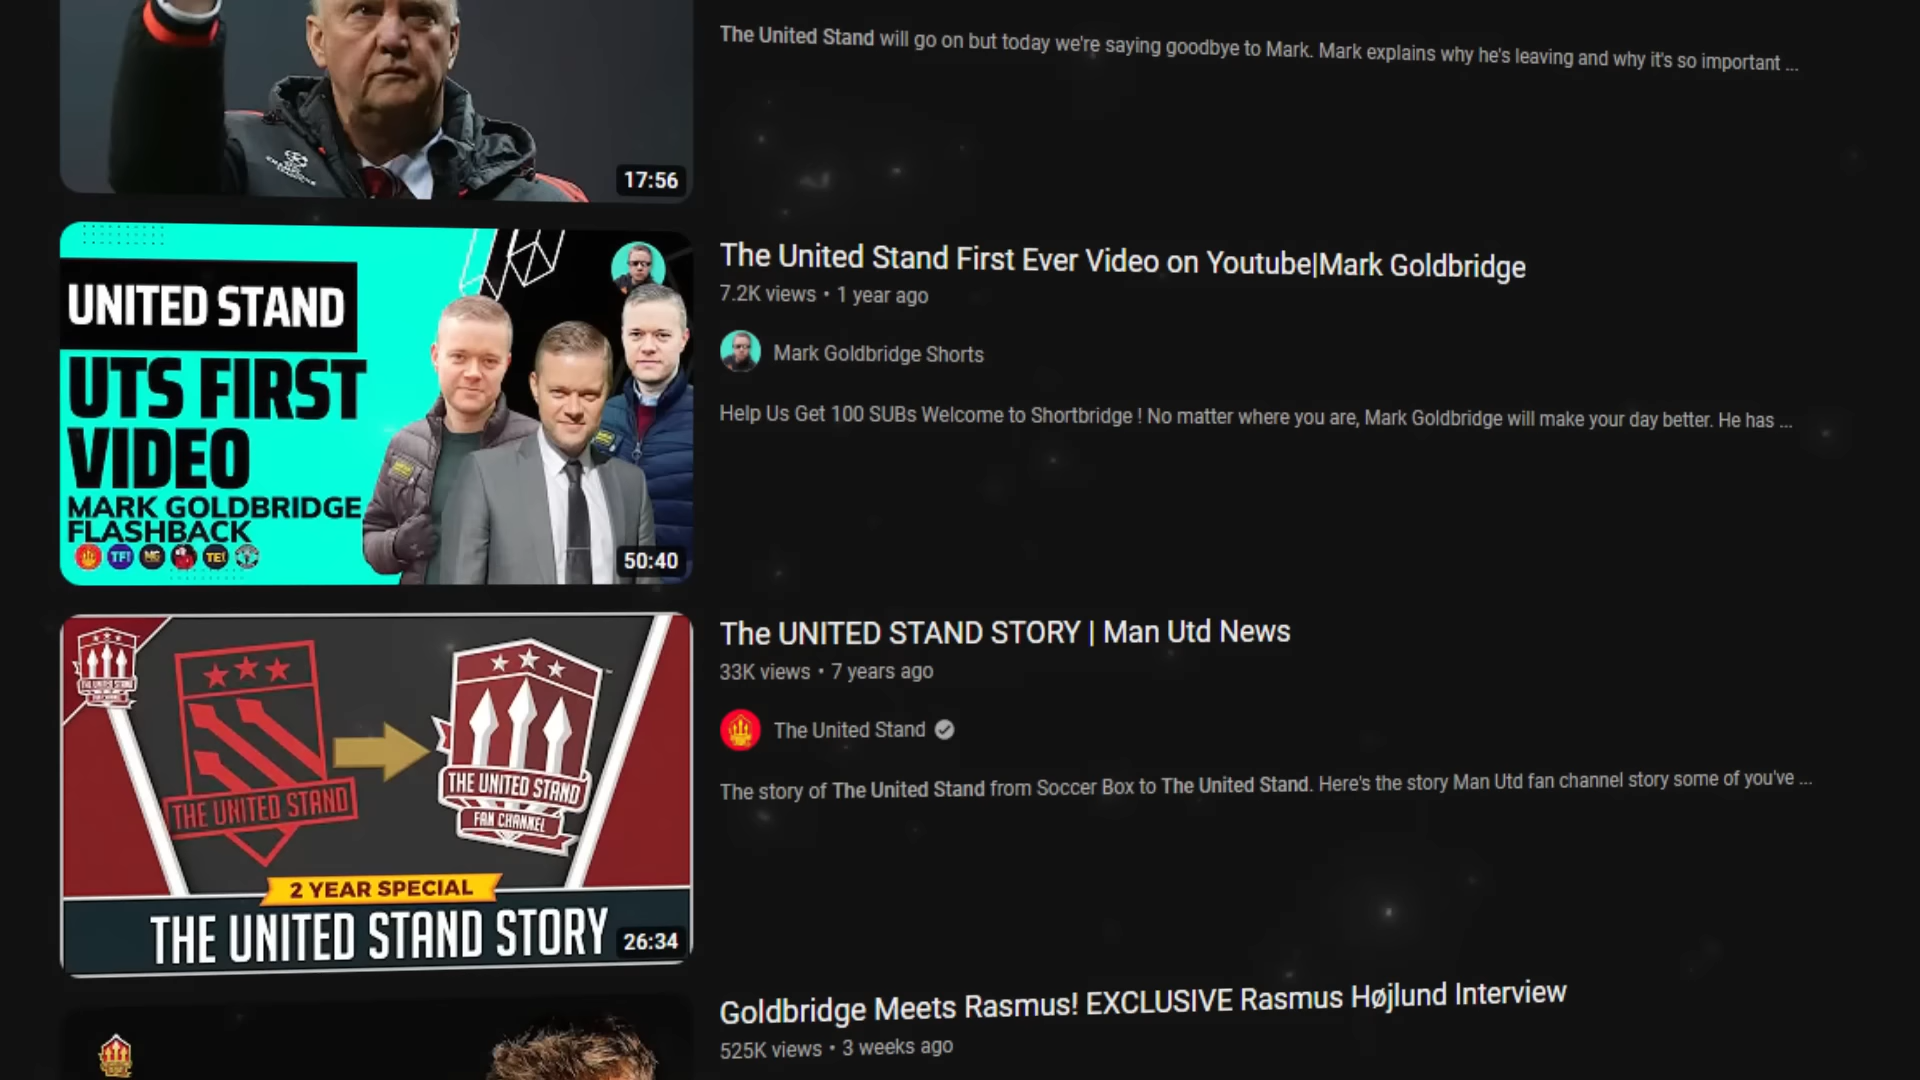 The United Stand will go on but today we're saying goodbye to Mark. Mark explains why he's leaving and why it's so important ...
17:56
UNITED STAND
UTS FIRST
VIDEO
MARK GOLDBRIDGE
FLASHBACK
TF!
MG
TE!
50:40
The United Stand First Ever Video on Youtube|Mark Goldbridge
7.2K views • 1 year ago
Mark Goldbridge Shorts
Help Us Get 100 SUBs Welcome to Shortbridge ! No matter where you are, Mark Goldbridge will make your day better. He has ...
THE UNITED STAND
THE UNITED STAND
THE UNITED STAND
FAN CHANNEL
2 YEAR SPECIAL
THE UNITED STAND STORY
26:34
The UNITED STAND STORY | Man Utd News
33K views • 7 years ago
The United Stand
The story of The United Stand from Soccer Box to The United Stand. Here's the story Man Utd fan channel story some of you've ...
Goldbridge Meets Rasmus! EXCLUSIVE Rasmus Højlund Interview
525K views • 3 weeks ago